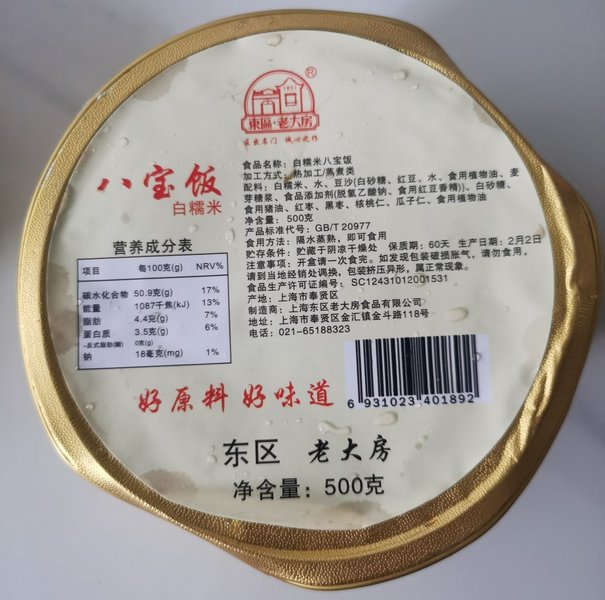 1851
®
東區·老大房
八宝饭
白糯米
食品名称：白糯米八宝饭
加工方式：热加工/蒸煮类
配料：白糯米、水、豆沙(白砂糖、红豆、水、食用植物油、麦
芽糖浆、食品添加剂(脱氢乙酸钠、食用红豆香精)}、白砂糖、
食用猪油、红枣、黑枣、核桃仁、瓜子仁、食用植物油
净含量：500克
产品标准代号：GB/T 20977
食用方法：隔水蒸熟，即可食用
贮存条件：贮藏于阴凉干燥处 保质期：60天 生产日期：2月2日
注意事项：开盒请一次食完。如发现包装破损胀气，请勿食用，
请到当地经销处调换，包装挤压异形，属正常现象。
食品生产许可证编号：SC12431012001531
产地：上海市奉贤区
制造商：上海东区老大房食品有限公司
地址：上海市奉贤区金汇镇金斗路118号
电话：021-65188323
营养成分表
项目 每100克(g) NRV%
碳水化合物 50.9克(g) 17%
能量 1087千焦(kJ) 13%
脂肪 4.4克(g) 7%
蛋白质 3.5克(g) 6%
-反式脂肪(酸) 0克(g)
钠 18毫克(mg) 1%
好原料 好味道
6 931023 401892
东区 老大房
净含量：500克